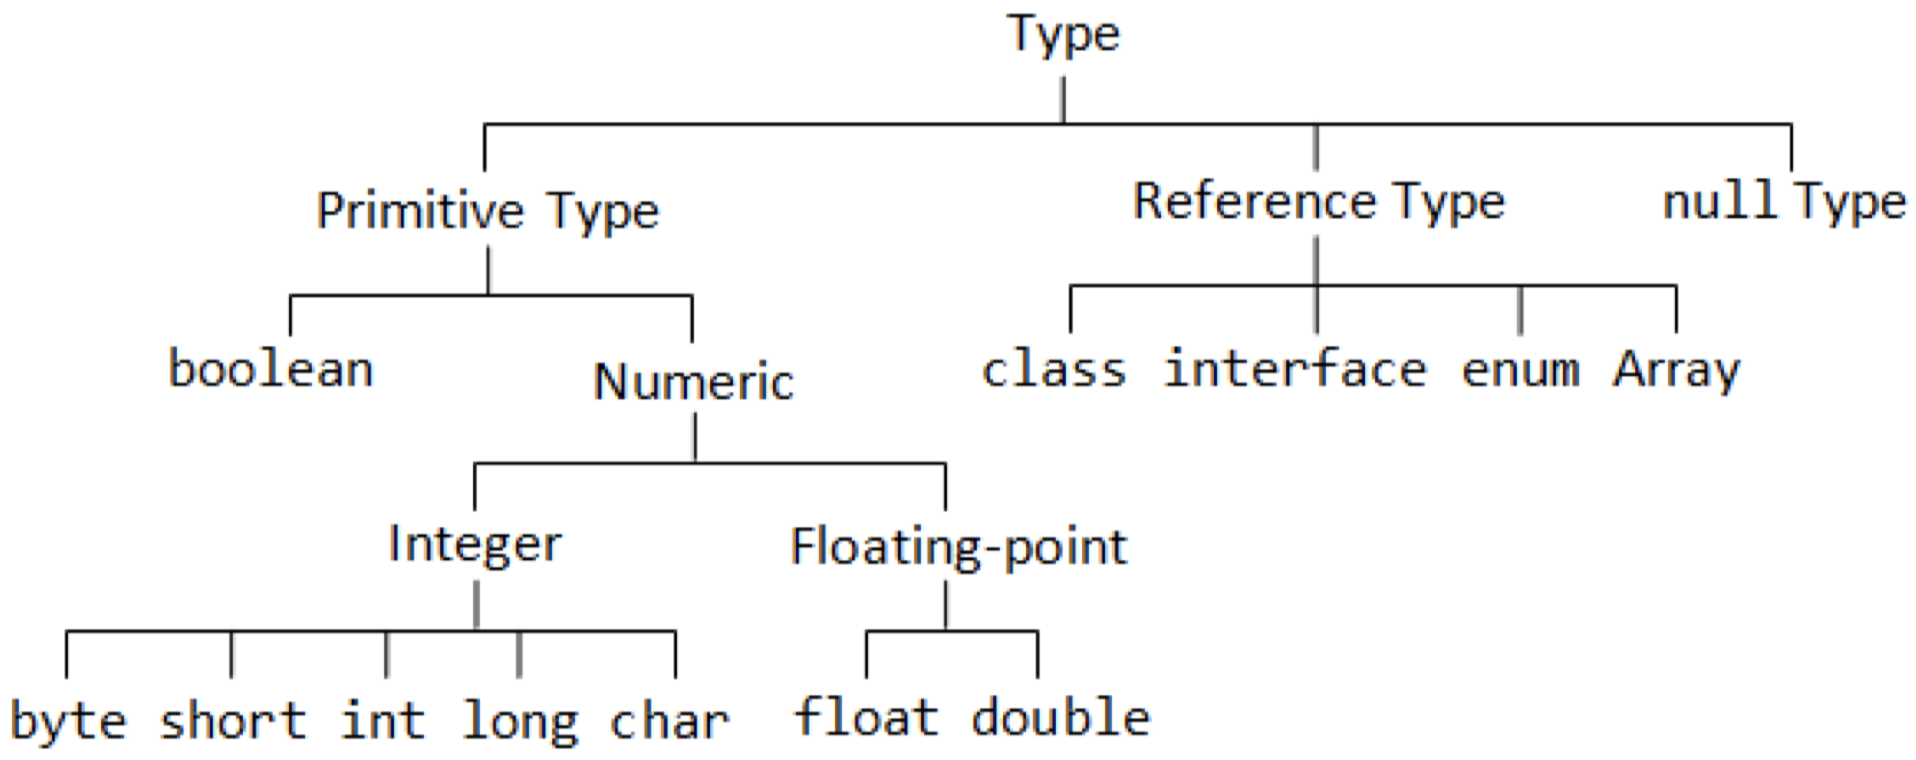 Type
Primitive Type Reference Type null Type
boolean Numeric class interface enum Array
Integer Floating-point
byte short int long char float double